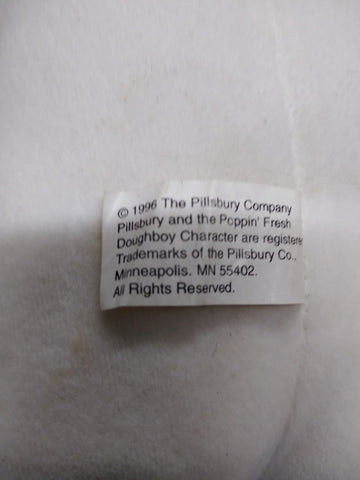 © 1996 The Pillsbury Company
Pillsbury and the Poppin' Fresh
Doughboy Character are registere
Trademarks of the Pillsbury Co.,
Minneapolis. MN 55402.
All Rights Reserved.